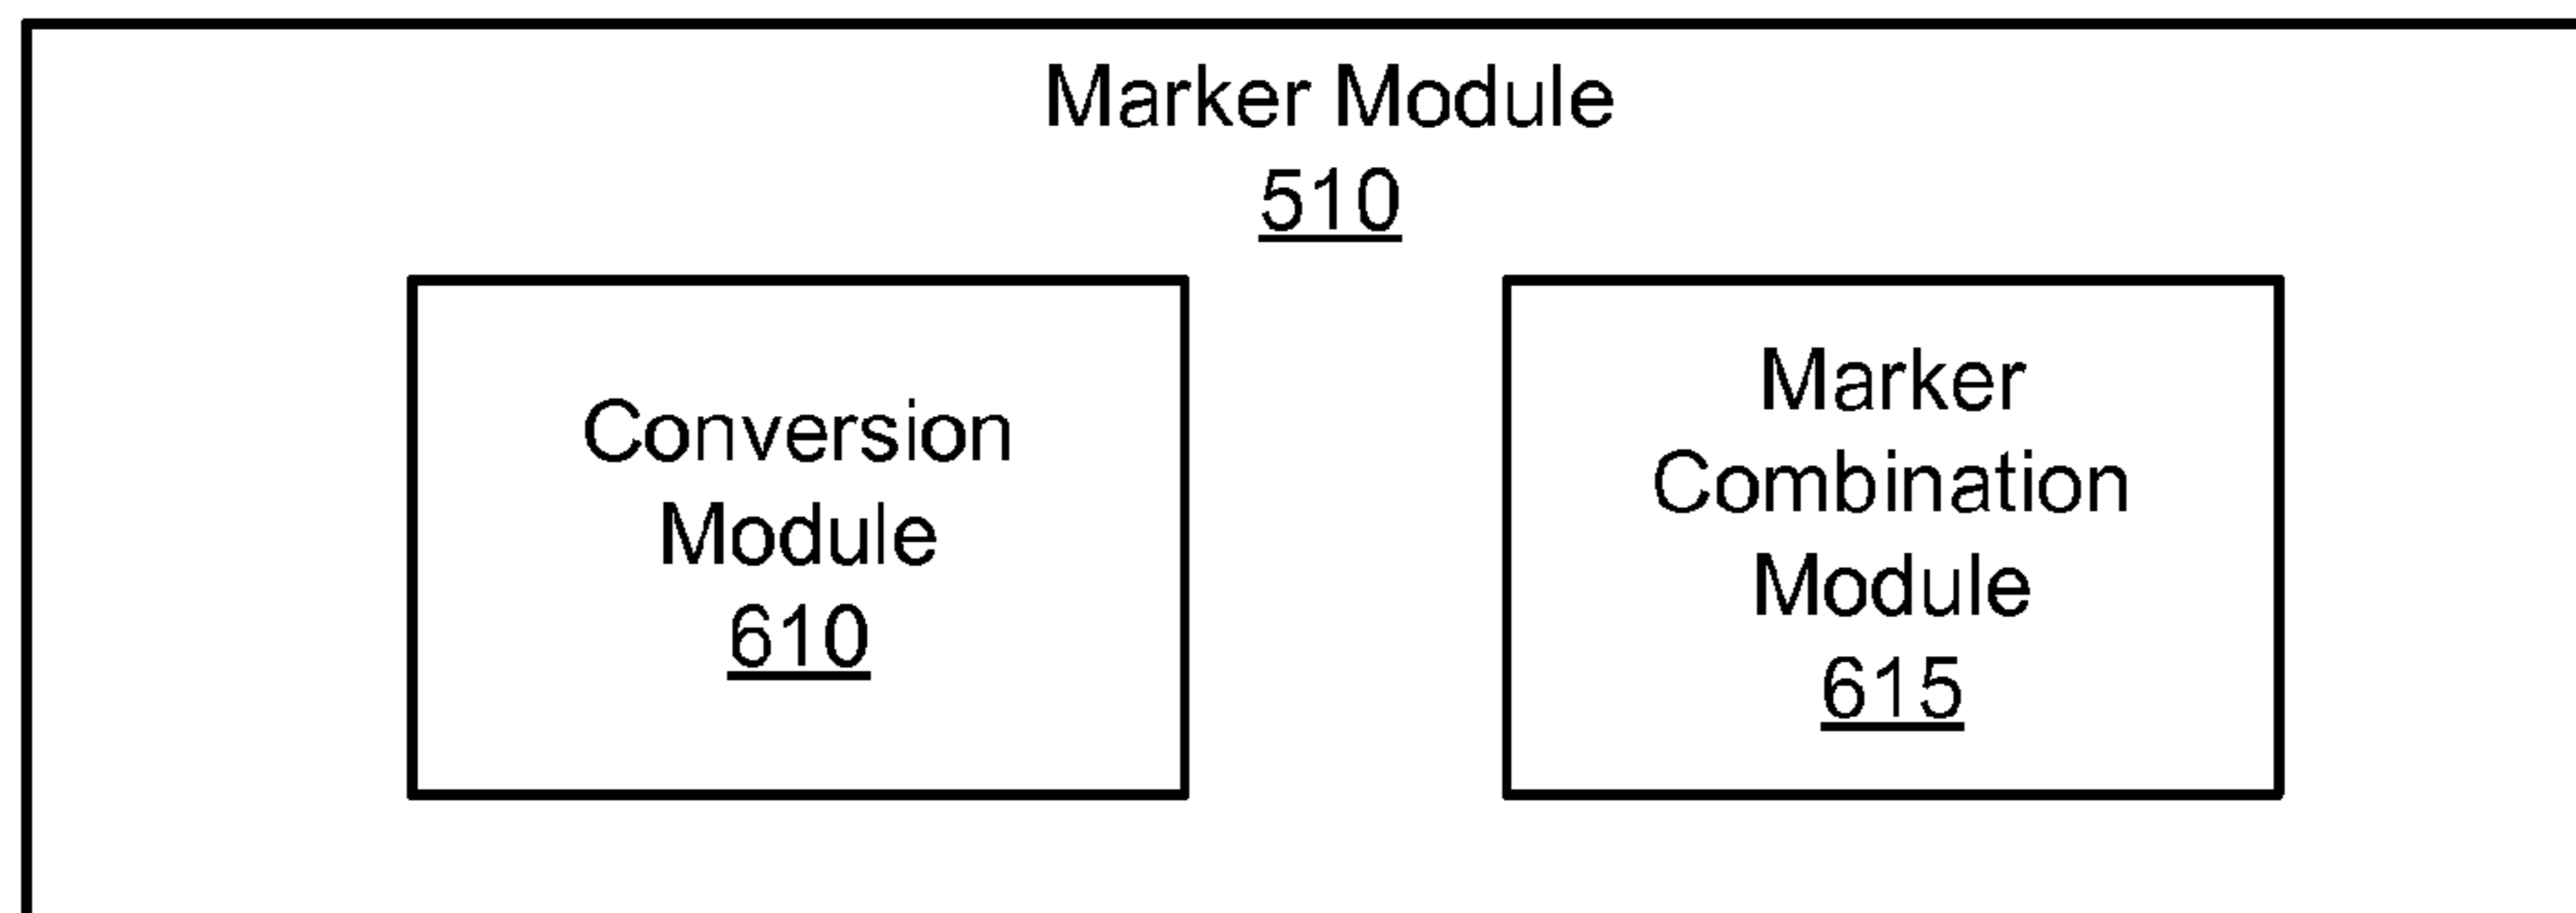 Marker Module
510
Conversion
Module
610
Marker
Combination
Module
615